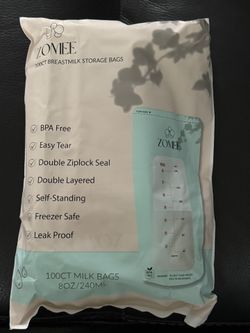 ZOMEE
100CT BREASTMILK STORAGE BAGS
BPA Free
Easy Tear
Double Ziplock Seal
Double Layered
Self-Standing
Freezer Safe
Leak Proof
ZOMEE
100CT MILK BAGS
8OZ/240ML